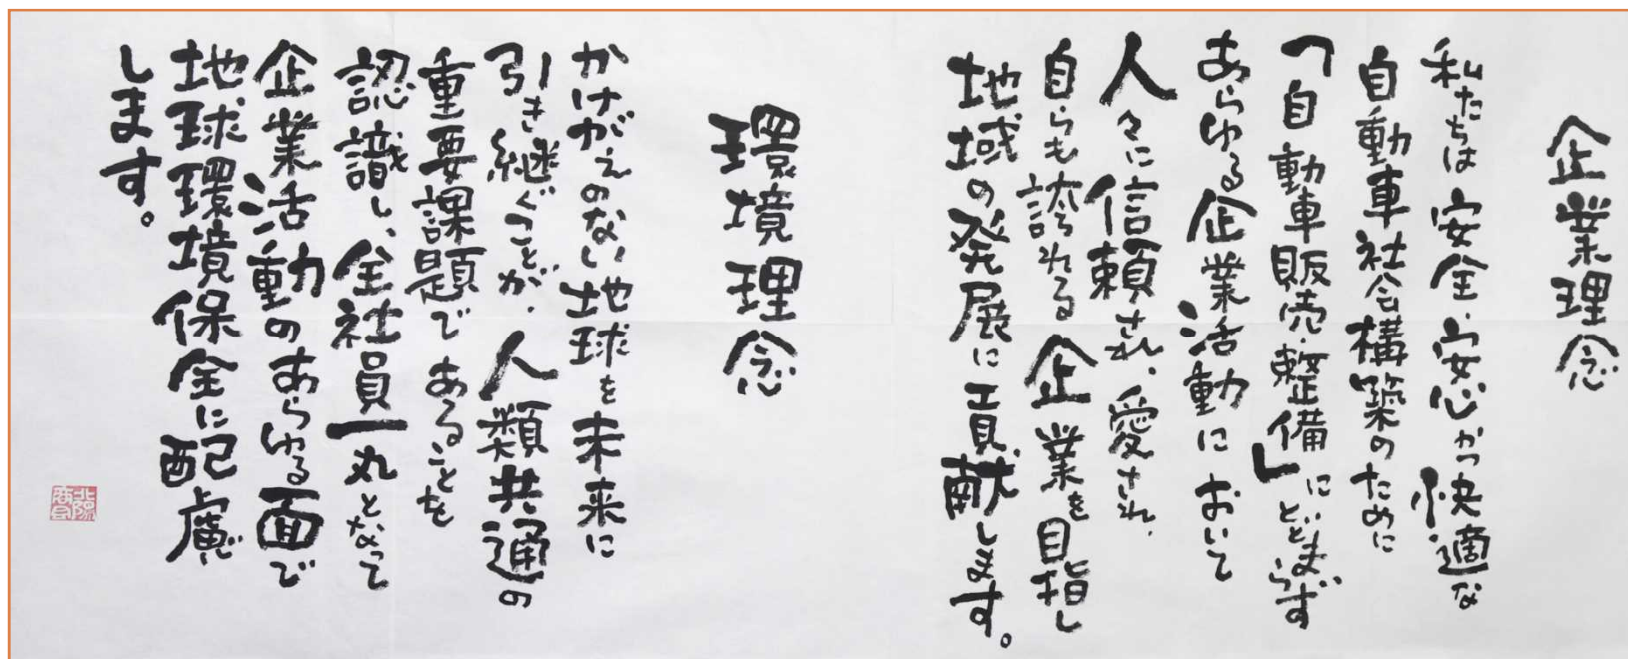 企業理念
私たちは安全・安心かつ快適な
自動車社会構築のために
「自動車販売・整備」にとどまらず
あらゆる企業活動において
人々に信頼され、愛され、
自らも誇れる企業を目指し
地域の発展に貢献します。
環境理念
かけがえのない地球を未来に
引き継ぐことが、人類共通の
重要課題であることを
認識し、全社員一丸となって
企業活動のあらゆる面で
地球環境保全に配慮
します。